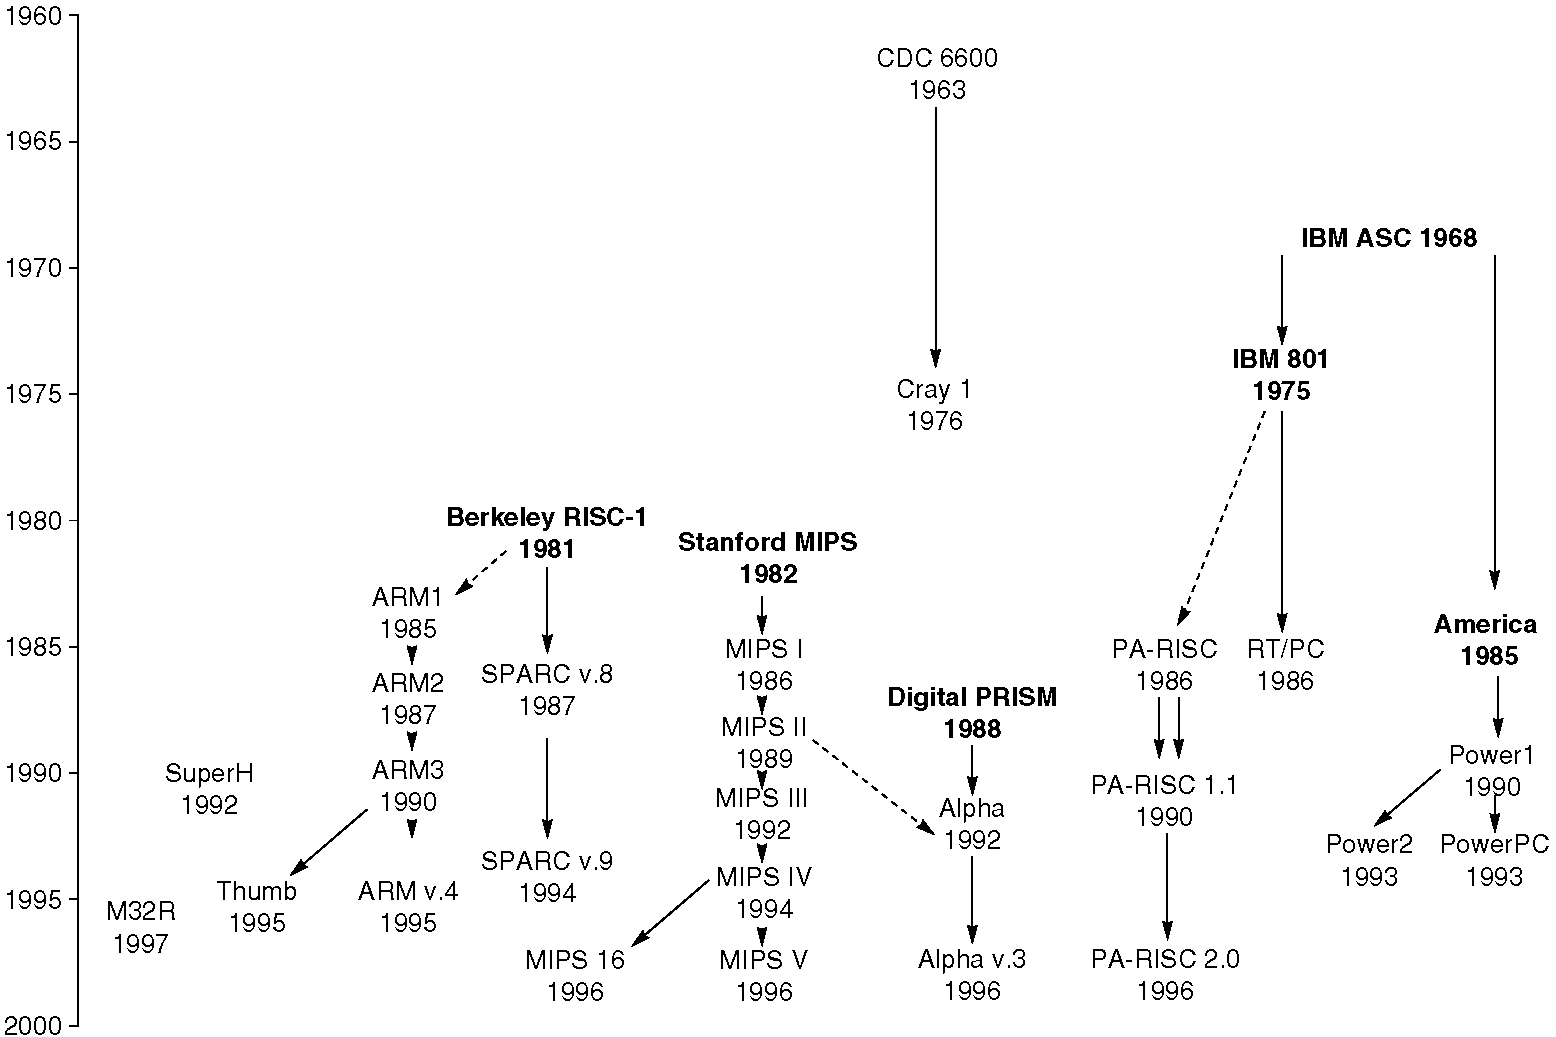 1960
CDC 6600
1963
1965
IBM ASC 1968
1970
IBM 801
1975
1975
Cray 1
1976
1980
Berkeley RISC-1
1981
Stanford MIPS
1982
ARM1
1985
1985
MIPS I
1986
PA-RISC
1986
RT/PC
1986
America
1985
ARM2
1987
SPARC v.8
1987
Digital PRISM
1988
MIPS II
1989
1990
SuperH
1992
ARM3
1990
MIPS III
1992
Alpha
1992
PA-RISC 1.1
1990
Power1
1990
Power2
1993
PowerPC
1993
1995
M32R
1997
Thumb
1995
ARM v.4
1995
SPARC v.9
1994
MIPS IV
1994
MIPS 16
1996
MIPS V
1996
Alpha v.3
1996
PA-RISC 2.0
1996
2000